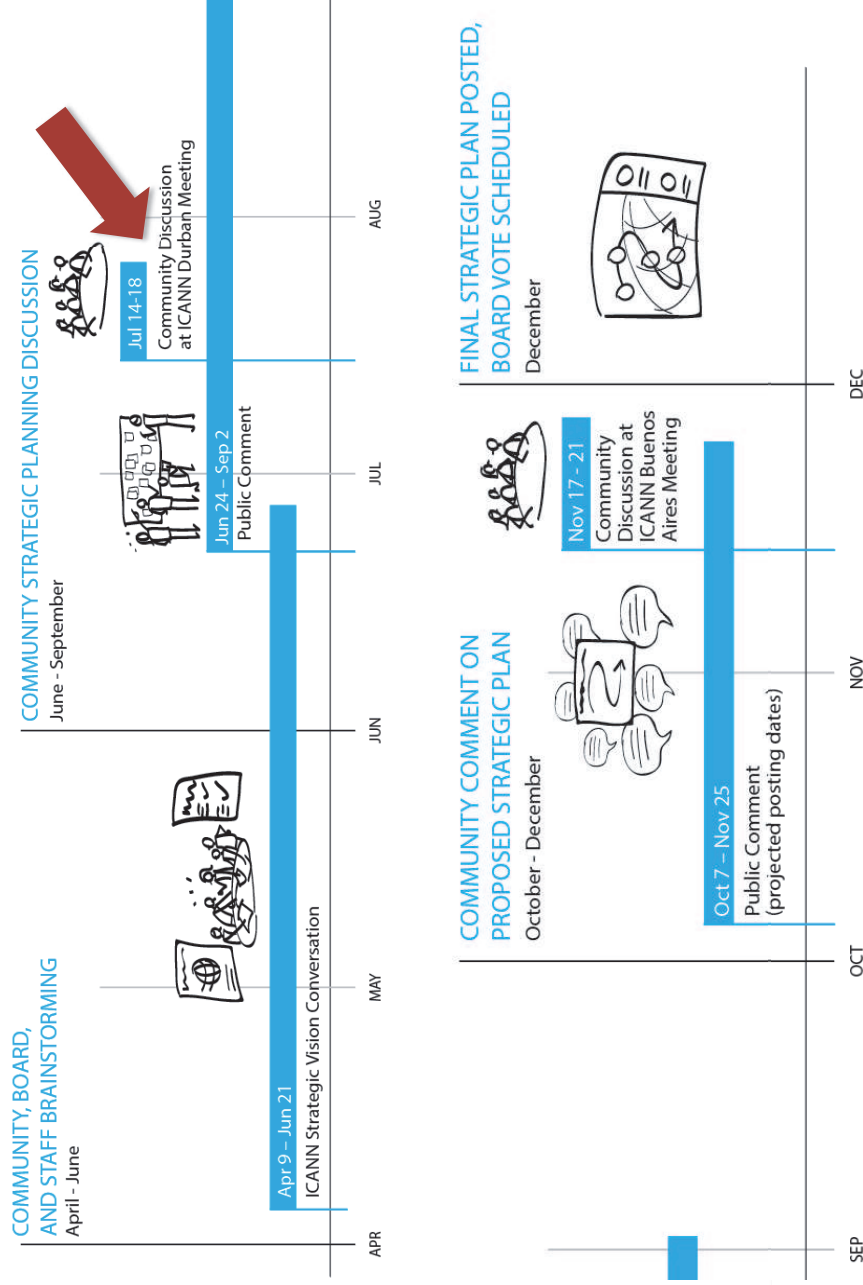 COMMUNITY, BOARD,
AND STAFF BRAINSTORMING
April - June
Apr 9 – Jun 21
ICANN Strategic Vision Conversation
COMMUNITY STRATEGIC PLANNING DISCUSSION
June - September
Jun 24 – Sep 2
Public Comment
Jul 14-18
Community Discussion
at ICANN Durban Meeting
APR
MAY
JUN
JUL
AUG
COMMUNITY COMMENT ON
PROPOSED STRATEGIC PLAN
October - December
Oct 7 – Nov 25
Public Comment
(projected posting dates)
Nov 17 - 21
Community
Discussion at
ICANN Buenos
Aires Meeting
FINAL STRATEGIC PLAN POSTED,
BOARD VOTE SCHEDULED
December
SEP
OCT
NOV
DEC